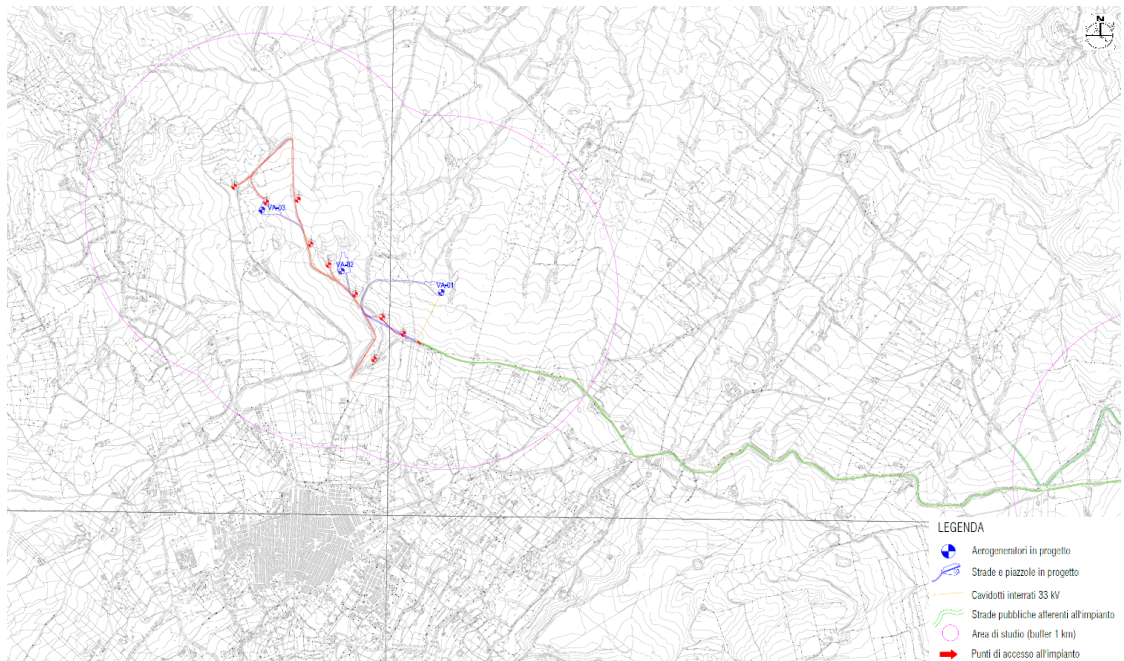 N
VA-03
VA-02
VA-01
LEGENDA
Aerogeneratori in progetto
Strade e piazzole in progetto
Cavidotti interrati 33 kV
Strade pubbliche afferenti all'impianto
Area di studio (buffer 1 km)
Punti di accesso all'impianto